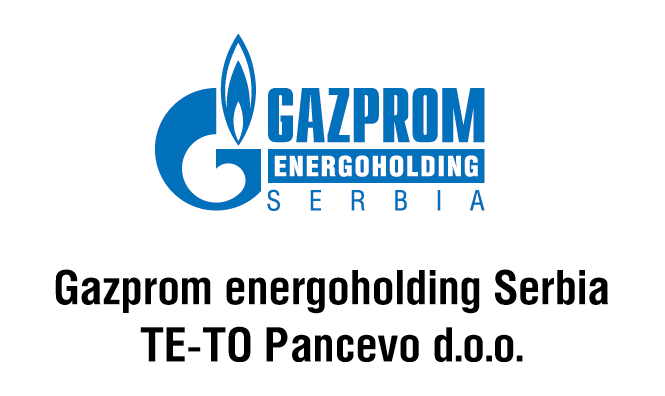 GAZPROM
ENERGOHOLDING
SERBIA
Gazprom energoholding Serbia
TE-TO Pancevo d.o.o.